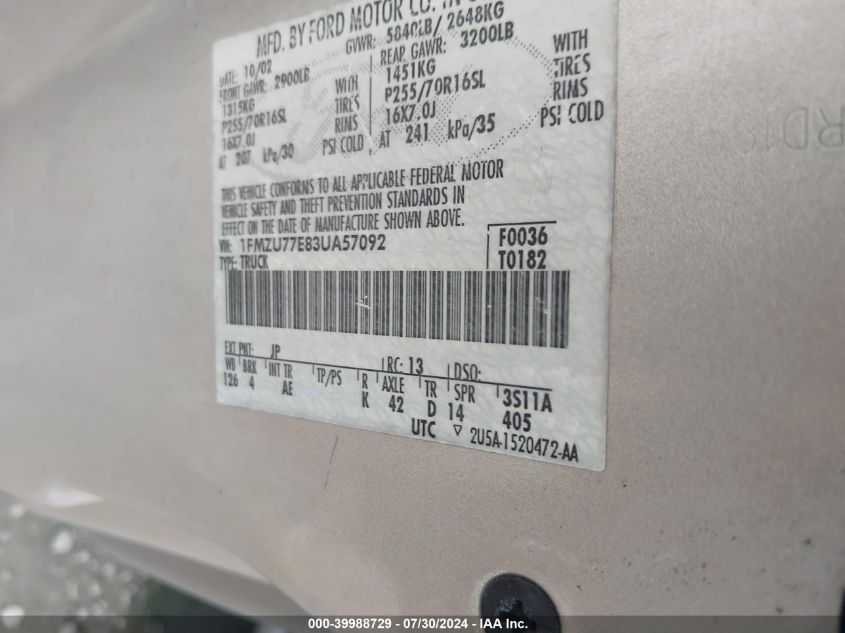 MFD. BY FORD MOTOR CO. IN
DATE: 10/02 GVWR: 5840LB/ 2648KG
FRONT GAWR: 2900LB REAR GAWR: 3200LB
1315KG WITH 1451KG WITH
P255/70R16SL TIRES P255/70R16SL TIRES
16X7.0J RIMS 16X7.0J RIMS
AT 207 kPa/30 PSI COLD AT 241 kPa/35 PSI COLD
THIS VEHICLE CONFORMS TO ALL APPLICABLE FEDERAL MOTOR
VEHICLE SAFETY AND THEFT PREVENTION STANDARDS IN
EFFECT ON THE DATE OF MANUFACTURE SHOWN ABOVE.
VIN: 1FMZU77E83UA57092 F0036
TYPE: TRUCK T0182
EXT PNT: JP RC: 13 DSO:
WB BRK INT TR TP/PS R AXLE TR SPR 3S11A
126 4 AE K 42 D 14 405
UTC ▽ 2U5A-1520472-AA
000-39988729 / 07/30/2024 - IAA Inc.